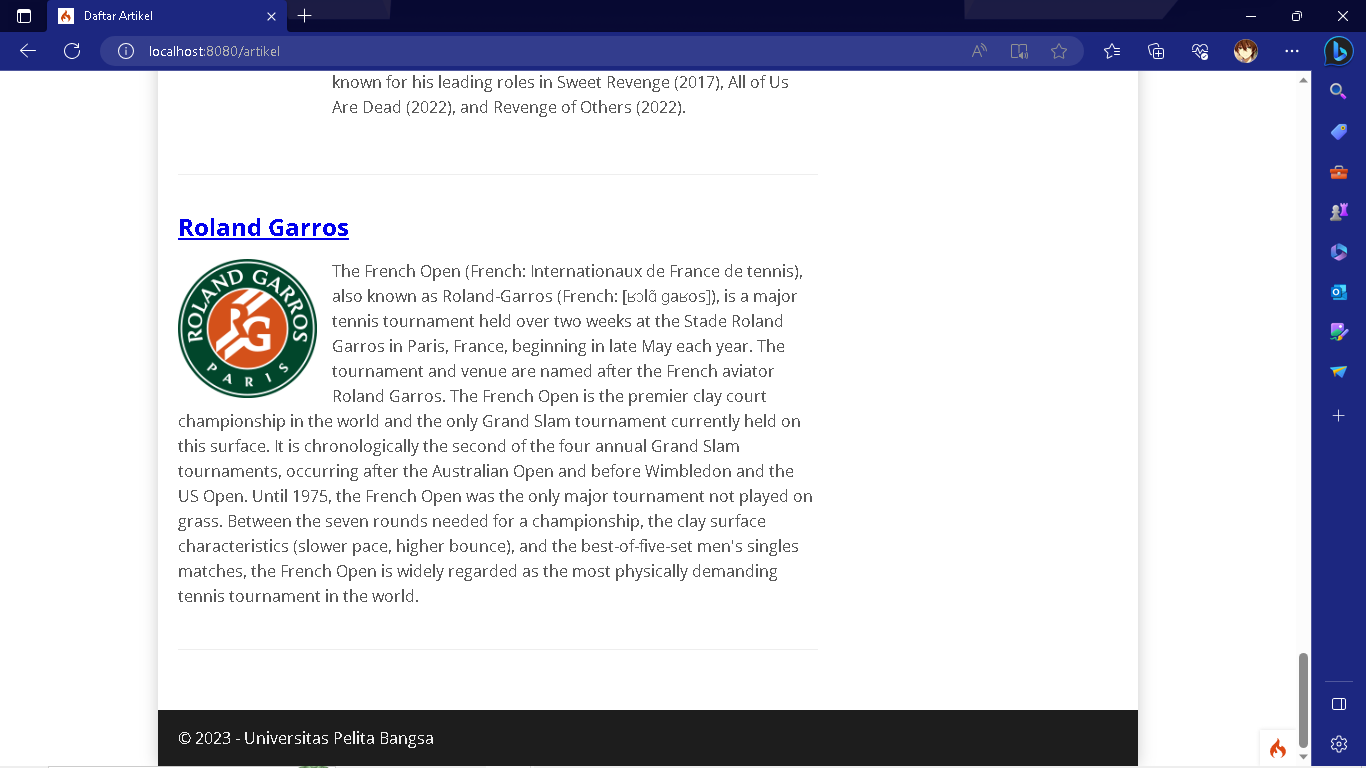 Daftar Artikel
localhost:8080/artikel
known for his leading roles in Sweet Revenge (2017), All of Us
Are Dead (2022), and Revenge of Others (2022).
Roland Garros
ROLAND GARROS
RG
PARIS
The French Open (French: Internationaux de France de tennis),
also known as Roland-Garros (French: [ʁɔlɑ̃ ɡaʁos]), is a major
tennis tournament held over two weeks at the Stade Roland
Garros in Paris, France, beginning in late May each year. The
tournament and venue are named after the French aviator
Roland Garros. The French Open is the premier clay court
championship in the world and the only Grand Slam tournament currently held on
this surface. It is chronologically the second of the four annual Grand Slam
tournaments, occurring after the Australian Open and before Wimbledon and the
US Open. Until 1975, the French Open was the only major tournament not played on
grass. Between the seven rounds needed for a championship, the clay surface
characteristics (slower pace, higher bounce), and the best-of-five-set men's singles
matches, the French Open is widely regarded as the most physically demanding
tennis tournament in the world.
© 2023 - Universitas Pelita Bangsa